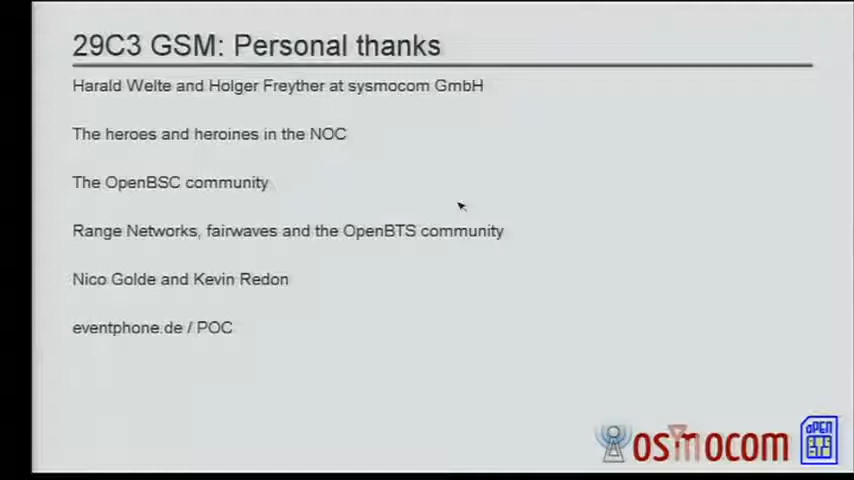 29C3 GSM: Personal thanks
Harald Welte and Holger Freyther at sysmocom GmbH
The heroes and heroines in the NOC
The OpenBSC community
Range Networks, fairwaves and the OpenBTS community
Nico Golde and Kevin Redon
eventphone.de / POC
osmocom
OPEN